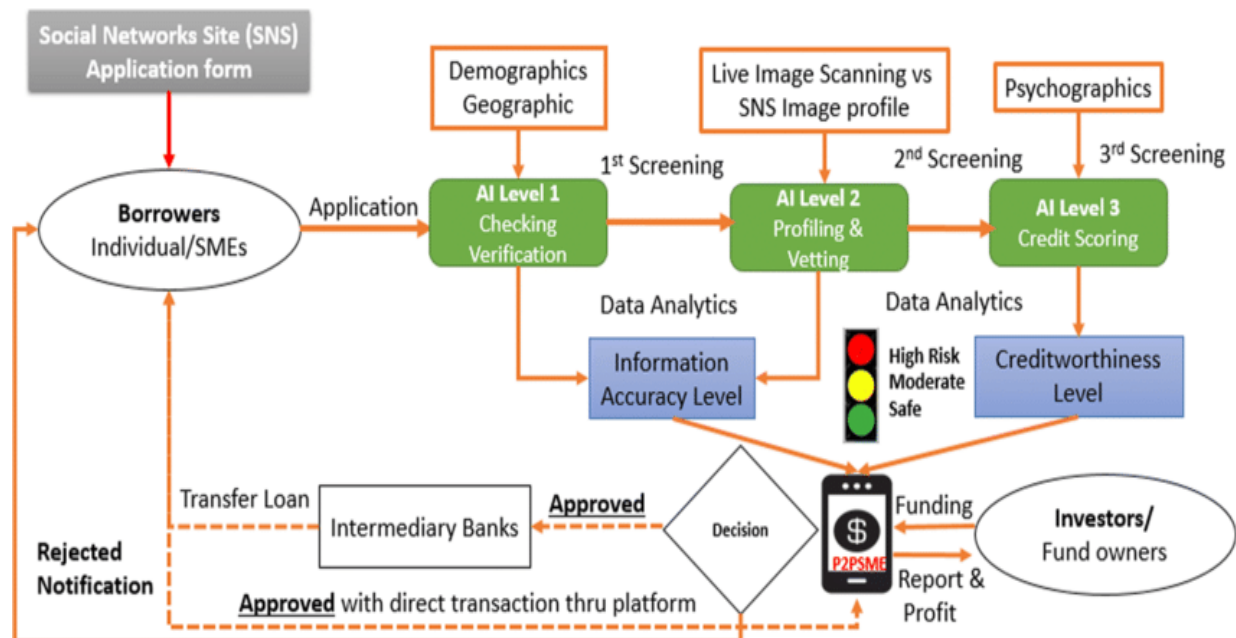 Social Networks Site (SNS)
Application form
Demographics
Geographic
Live Image Scanning vs
SNS Image profile
Psychographics
1st Screening
2nd Screening
3rd Screening
Borrowers
Individual/SMEs
Application
AI Level 1
Checking
Verification
AI Level 2
Profiling &
Vetting
AI Level 3
Credit Scoring
Data Analytics
Data Analytics
Information
Accuracy Level
High Risk
Moderate
Safe
Creditworthiness
Level
Transfer Loan
Intermediary Banks
Approved
Decision
$
P2PSME
Funding
Report &
Profit
Investors/
Fund owners
Rejected
Notification
Approved with direct transaction thru platform